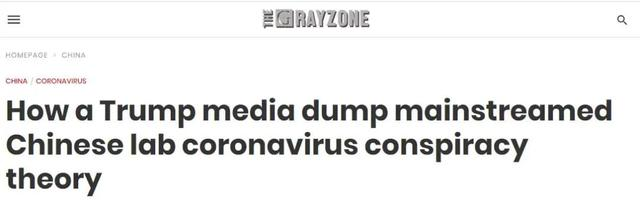 THE GRAYZONE
HOMEPAGE > CHINA
CHINA / CORONAVIRUS
How a Trump media dump mainstreamed
Chinese lab coronavirus conspiracy
theory